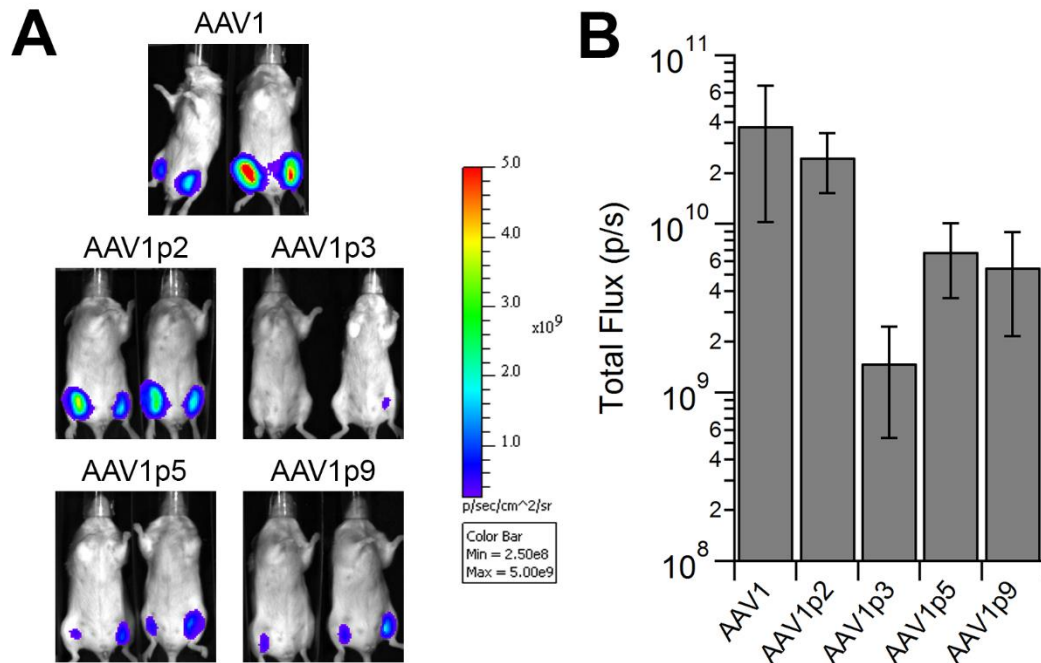 A
AAV1
AAV1p2 AAV1p3
AAV1p5 AAV1p9
5.0
4.0
3.0
x10^9
2.0
1.0
p/sec/cm^2/sr
Color Bar
Min = 2.50e8
Max = 5.00e9
B
Total Flux (p/s)
10^11
6
4
2
10^10
6
4
2
10^9
6
4
2
10^8
AAV1 AAV1p2 AAV1p3 AAV1p5 AAV1p9